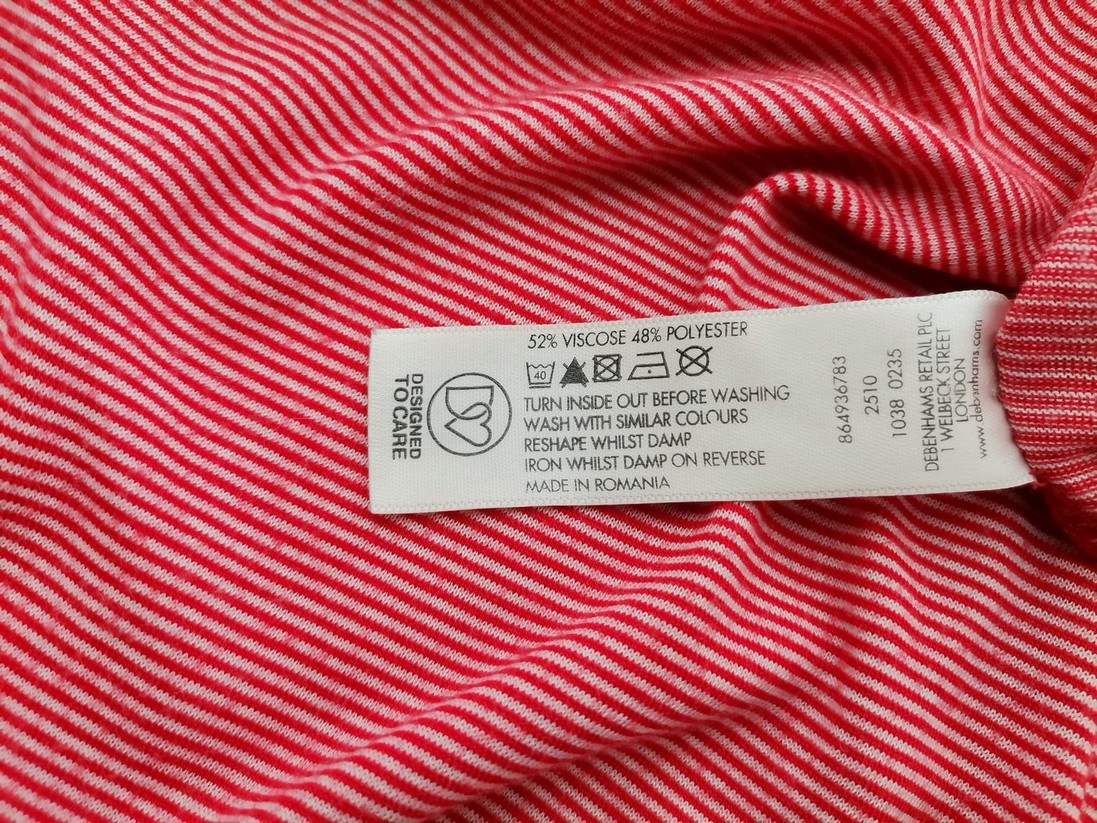 52% VISCOSE 48% POLYESTER
40
TURN INSIDE OUT BEFORE WASHING
WASH WITH SIMILAR COLOURS
RESHAPE WHILST DAMP
IRON WHILST DAMP ON REVERSE
MADE IN ROMANIA
DESIGNED
TO CARE
864936783
2510
1038 0235
DEBENHAMS RETAIL PLC
1 WELBECK STREET
LONDON
www.debenhams.com